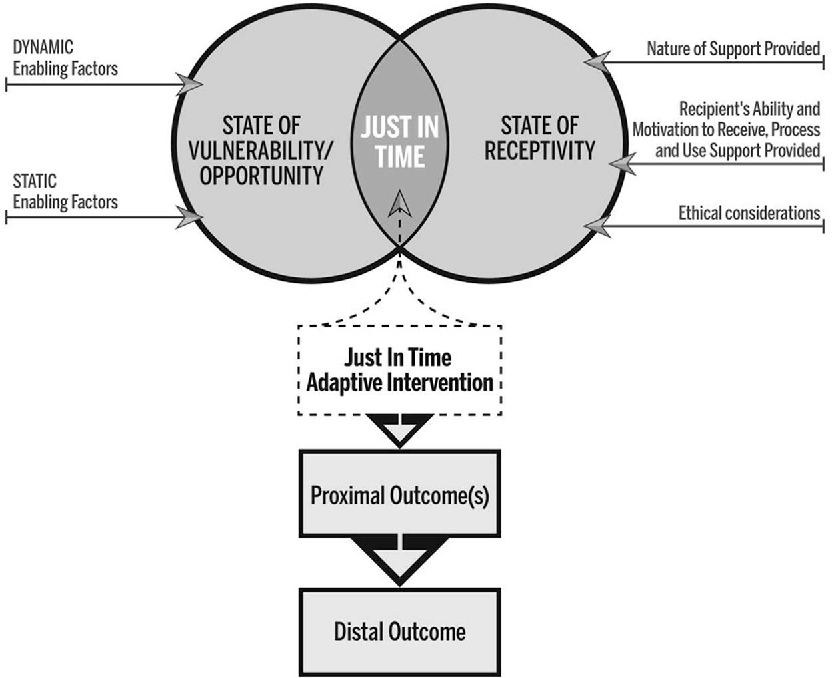 DYNAMIC
Enabling Factors
STATIC
Enabling Factors
STATE OF
VULNERABILITY/
OPPORTUNITY
JUST IN
TIME
STATE OF
RECEPTIVITY
Nature of Support Provided
Recipient's Ability and
Motivation to Receive, Process
and Use Support Provided
Ethical considerations
Just In Time
Adaptive Intervention
Proximal Outcome(s)
Distal Outcome